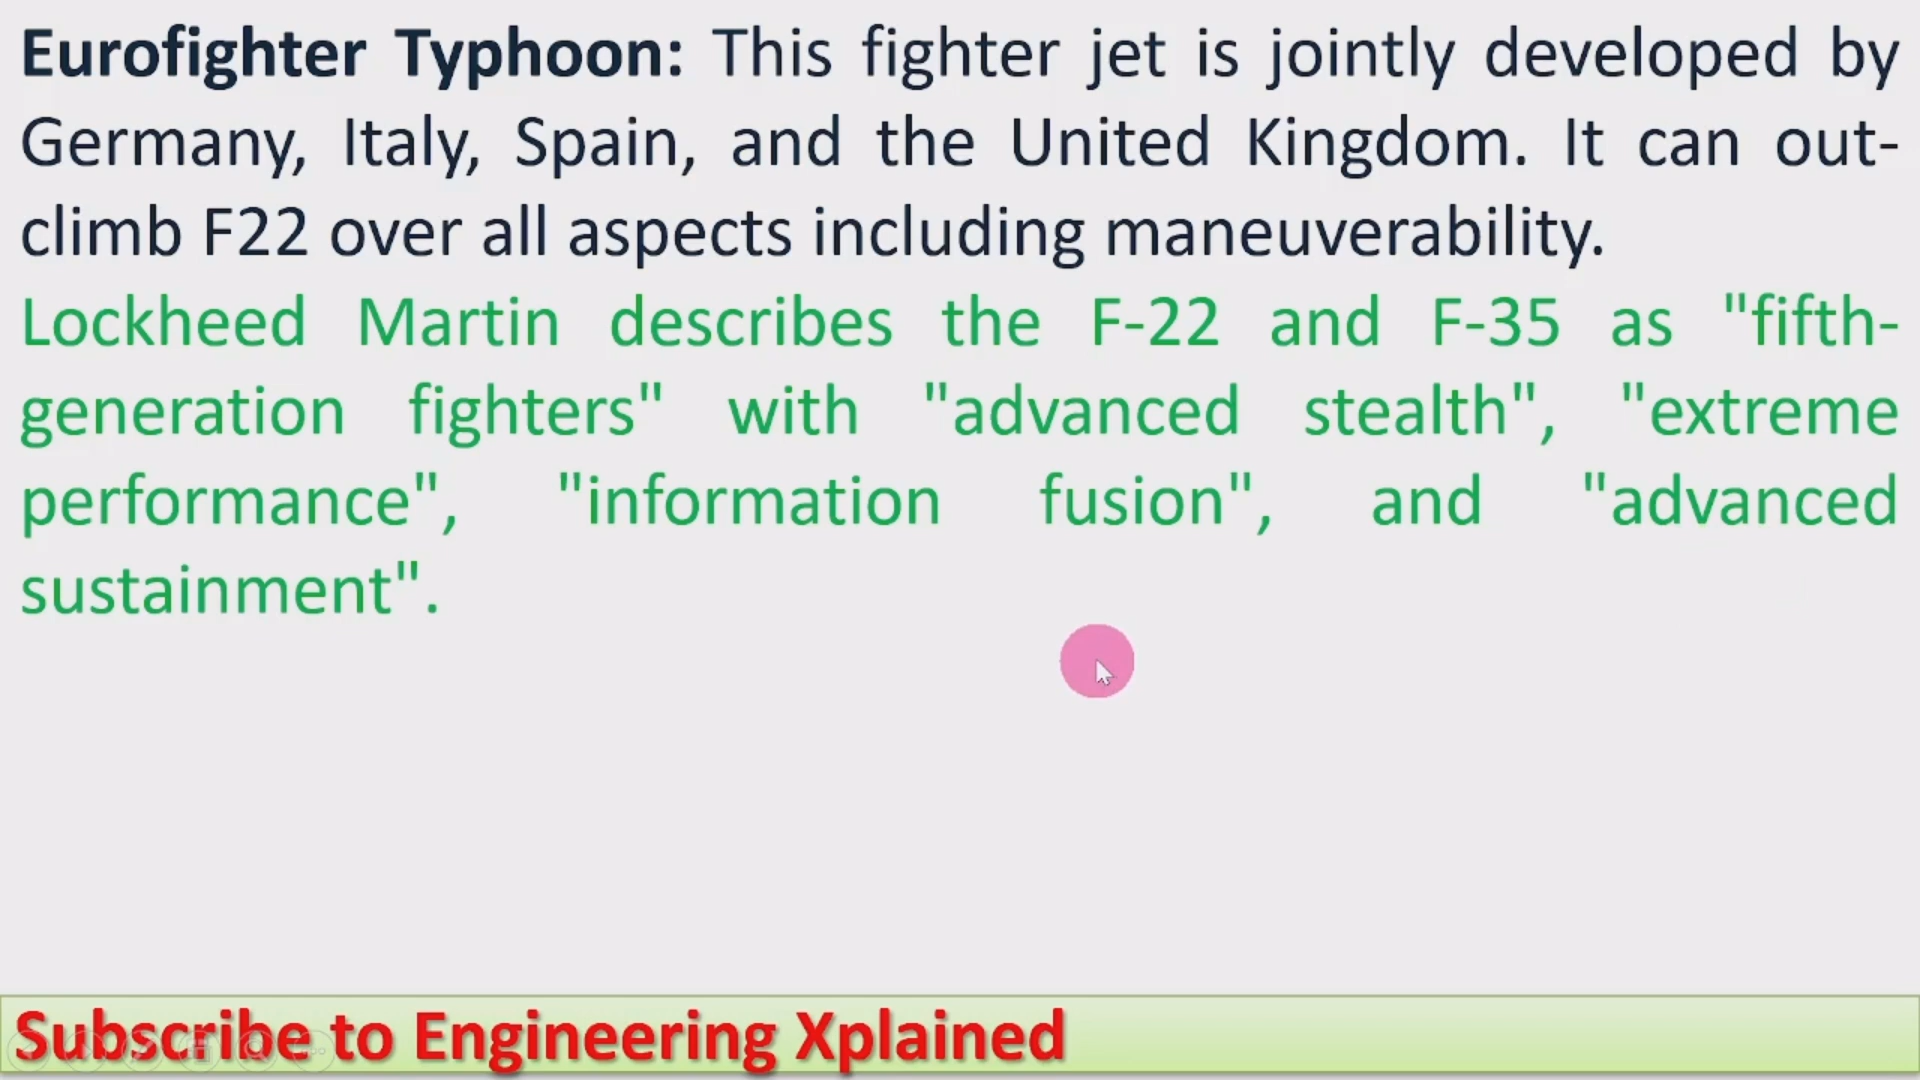 Eurofighter Typhoon: This fighter jet is jointly developed by
Germany, Italy, Spain, and the United Kingdom. It can out-
climb F22 over all aspects including maneuverability.
Lockheed Martin describes the F-22 and F-35 as "fifth-
generation fighters" with "advanced stealth", "extreme
performance", "information fusion", and "advanced
sustainment".
Subscribe to Engineering Xplained